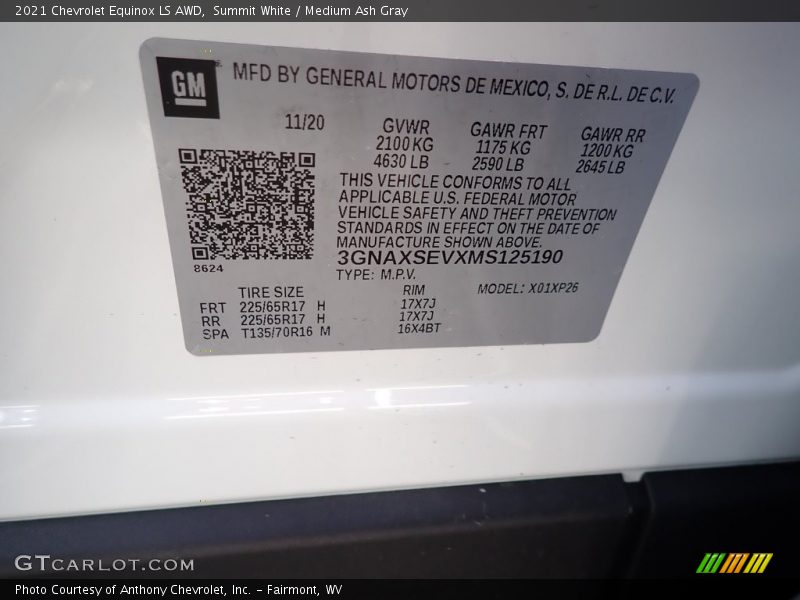 2021 Chevrolet Equinox LS AWD,  Summit White / Medium Ash Gray
GM
MFD BY GENERAL MOTORS DE MEXICO, S. DE R.L. DE C.V.
11/20 GVWR GAWR FRT GAWR RR
2100 KG 1175 KG 1200 KG
4630 LB 2590 LB 2645 LB
THIS VEHICLE CONFORMS TO ALL
APPLICABLE U.S. FEDERAL MOTOR
VEHICLE SAFETY AND THEFT PREVENTION
STANDARDS IN EFFECT ON THE DATE OF
MANUFACTURE SHOWN ABOVE.
3GNAXSEVXMS125190
8624
TYPE: M.P.V.
TIRE SIZE RIM MODEL: X01XP26
FRT 225/65R17 H 17X7J
RR 225/65R17 H 17X7J
SPA T135/70R16 M 16X4BT
GTCARLOT.COM
Photo Courtesy of Anthony Chevrolet, Inc. – Fairmont, WV